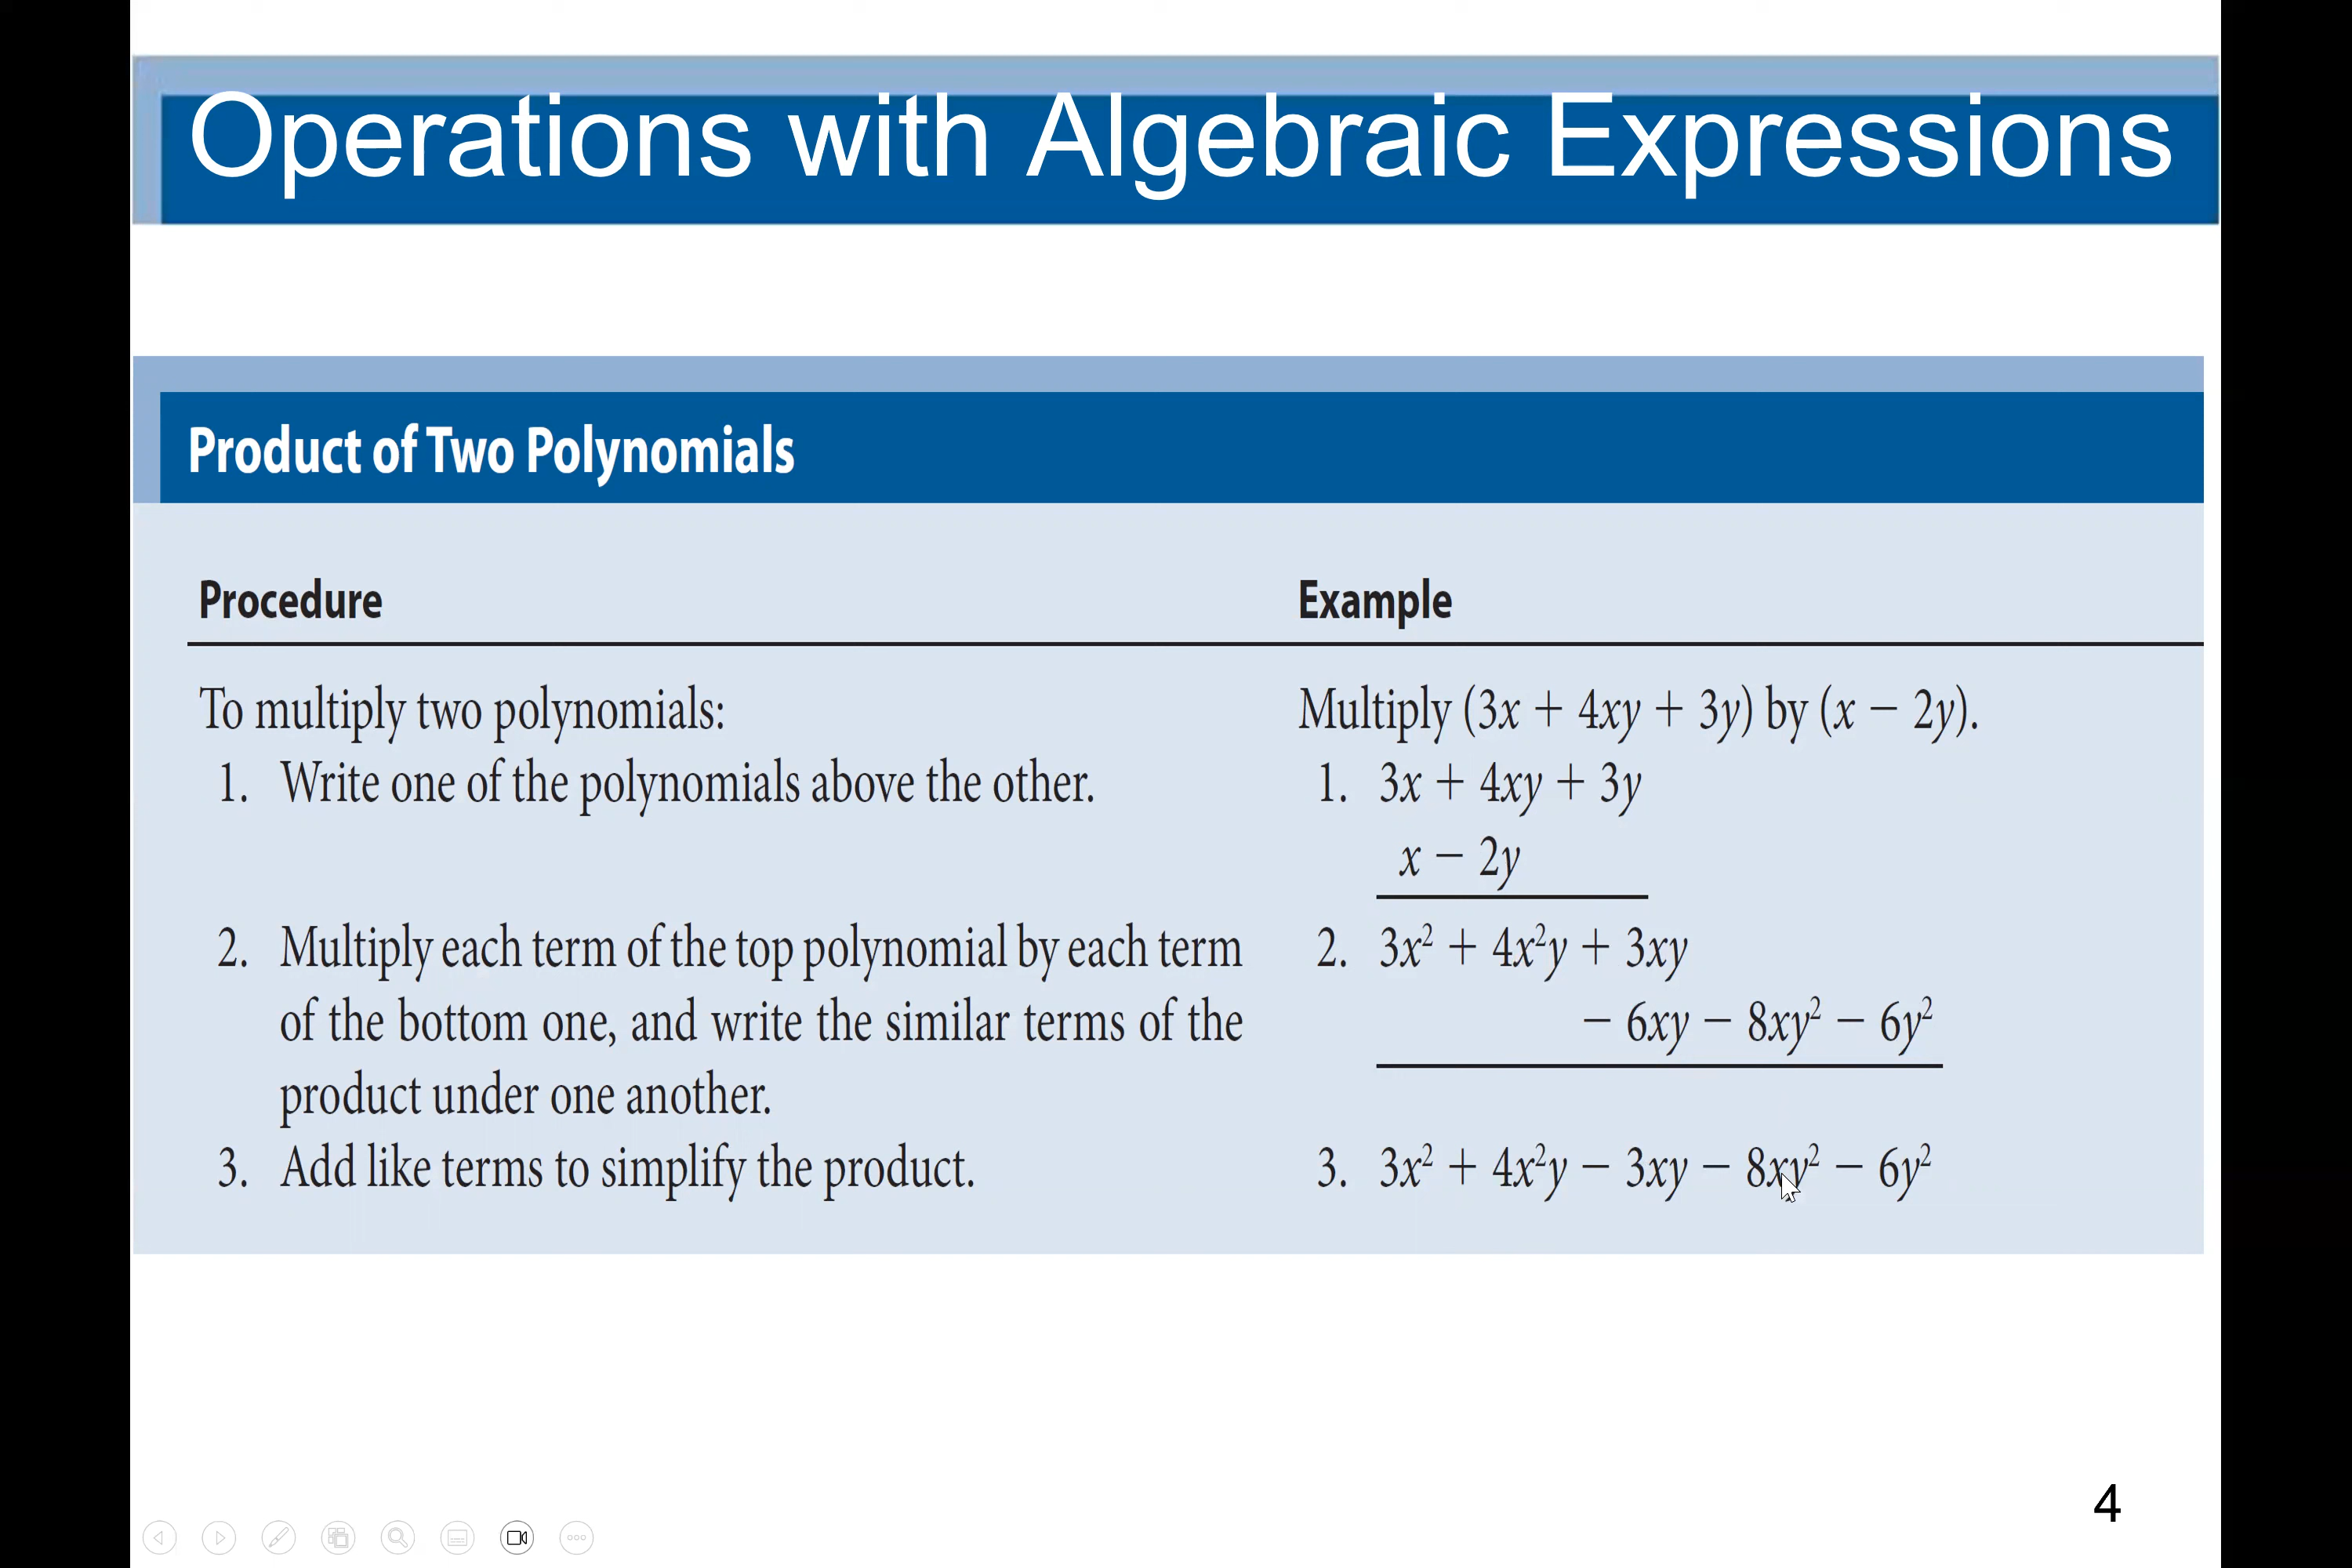 Operations with Algebraic Expressions
Product of Two Polynomials
Procedure
Example
To multiply two polynomials:
Multiply (3x + 4xy + 3y) by (x − 2y).
1. Write one of the polynomials above the other.
1. 3x + 4xy + 3y
x − 2y
2. Multiply each term of the top polynomial by each term
of the bottom one, and write the similar terms of the
product under one another.
2. 3x² + 4x²y + 3xy
− 6xy − 8xy² − 6y²
3. Add like terms to simplify the product.
3. 3x² + 4x²y − 3xy − 8xy² − 6y²
4